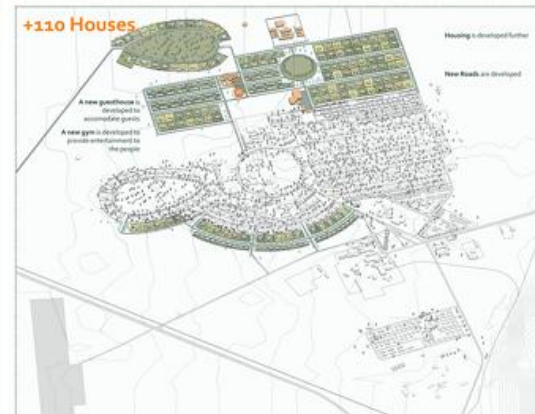 +110 Houses
Housing is developed further
New Roads are developed
A new guesthouse is
developed to
accomodate guests
A new gym is developed to
provide entertainment to
the people